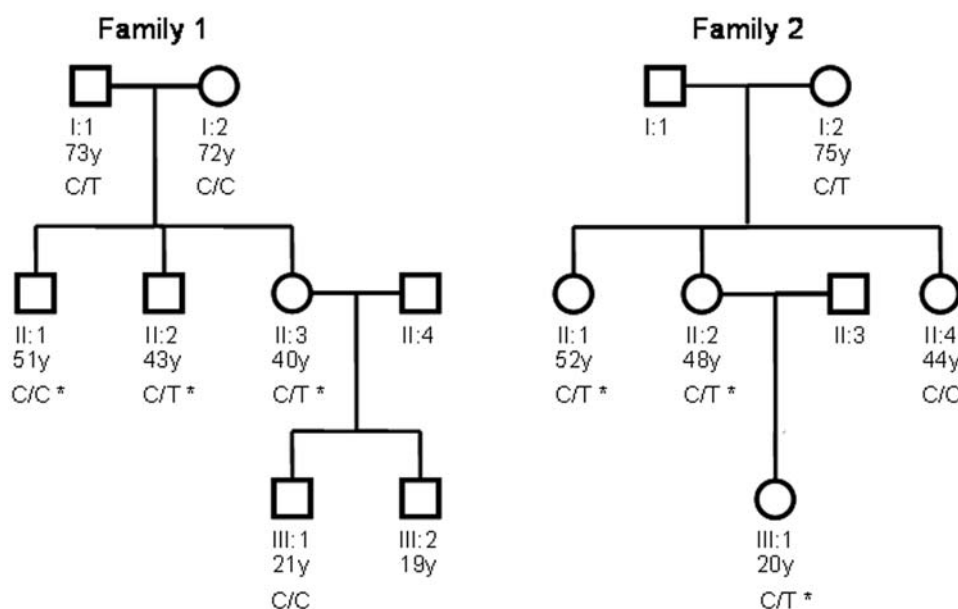 Family 1
I:1
73y
C/T
I:2
72y
C/C
II:1
51y
C/C *
II:2
43y
C/T *
II:3
40y
C/T *
II:4
III:1
21y
C/C
III:2
19y
Family 2
I:1
I:2
75y
C/T
II:1
52y
C/T *
II:2
48y
C/T *
II:3
II:4
44y
C/C
III:1
20y
C/T *